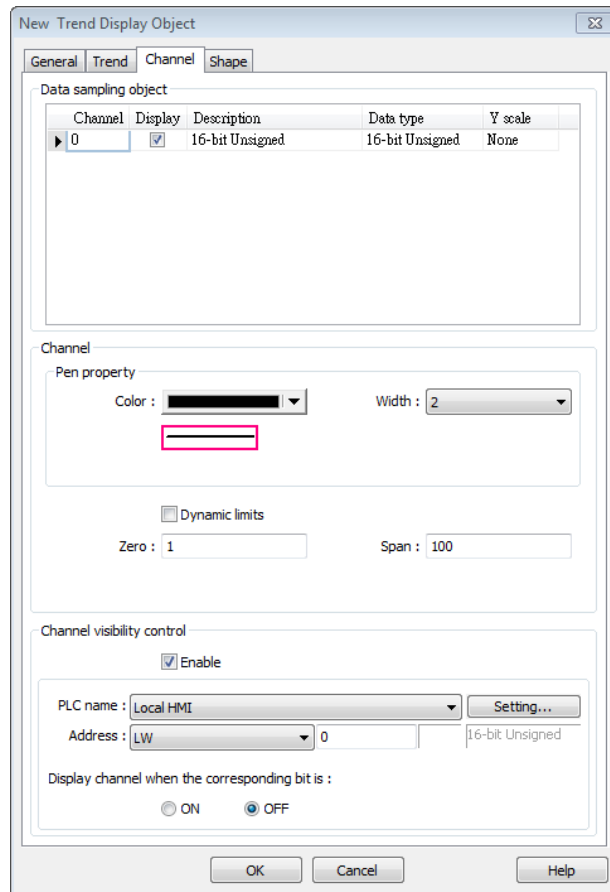 New Trend Display Object
General Trend Channel Shape
Data sampling object
Channel Display Description Data type Y scale
0 16-bit Unsigned 16-bit Unsigned None
Channel
Pen property
Color : Width : 2
Dynamic limits
Zero : 1 Span : 100
Channel visibility control
Enable
PLC name : Local HMI Setting...
Address : LW 0 16-bit Unsigned
Display channel when the corresponding bit is :
ON OFF
OK Cancel Help